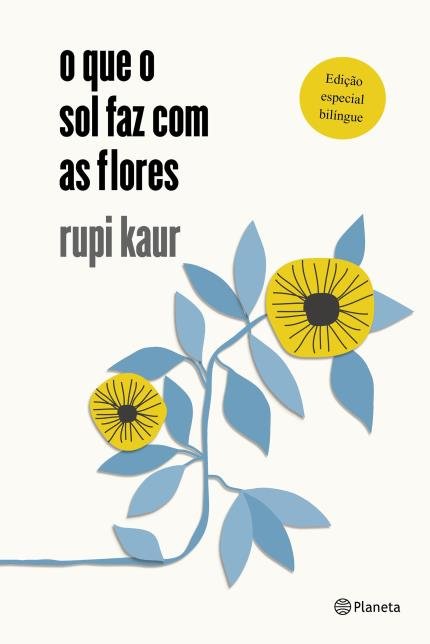 o que o
sol faz com
as flores
rupi kaur
Edição
especial
bilíngue
Planeta